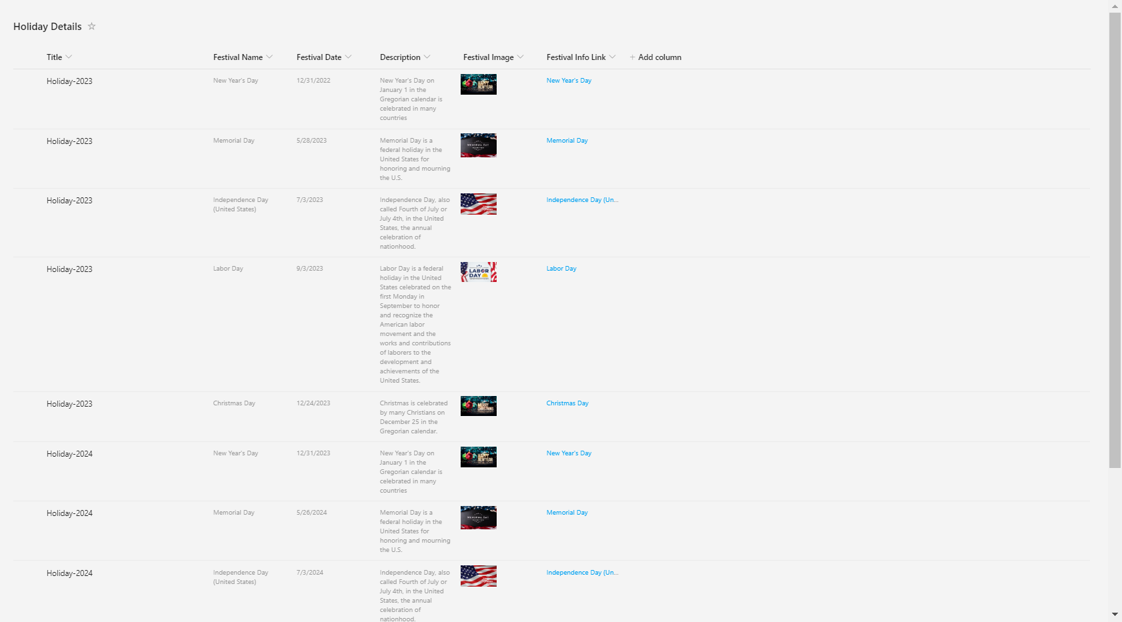 Holiday Details
Title Festival Name Festival Date Description Festival Image Festival Info Link + Add column
Holiday-2023 New Year's Day 12/31/2022 New Year's Day on New Year's Day
January 1 in the
Gregorian calendar is
celebrated in many
countries
Holiday-2023 Memorial Day 5/28/2023 Memorial Day is a Memorial Day
federal holiday in the
United States for
honoring and mourning
the U.S.
Holiday-2023 Independence Day 7/3/2023 Independence Day, also Independence Day (Un...
(United States) called Fourth of July or
July 4th, in the United
States, the annual
celebration of
nationhood.
Holiday-2023 Labor Day 9/3/2023 Labor Day is a federal LABOR DAY Labor Day
holiday in the United
States celebrated on the
first Monday in
September to honor
and recognize the
American labor
movement and the
works and contributions
of laborers to the
development and
achievements of the
United States.
Holiday-2023 Christmas Day 12/24/2023 Christmas is celebrated Christmas Day
by many Christians on
December 25 in the
Gregorian calendar.
Holiday-2024 New Year's Day 12/31/2023 New Year's Day on New Year's Day
January 1 in the
Gregorian calendar is
celebrated in many
countries
Holiday-2024 Memorial Day 5/26/2024 Memorial Day is a Memorial Day
federal holiday in the
United States for
honoring and mourning
the U.S.
Holiday-2024 Independence Day 7/3/2024 Independence Day, also Independence Day (Un...
(United States) called Fourth of July or
July 4th, in the United
States, the annual
celebration of
nationhood.